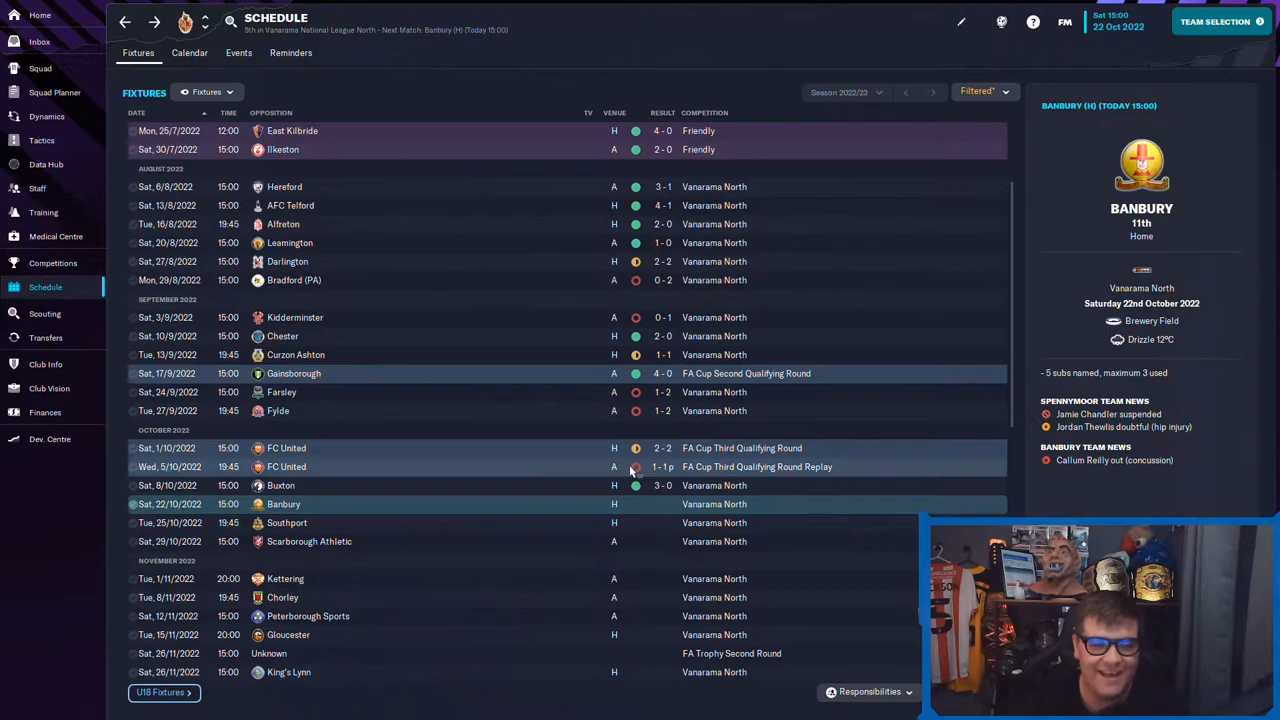 Home
SCHEDULE
5th in Vanarama National League North - Next Match: Banbury (H) (Today 15:00)
FM
Sat 15:00
22 Oct 2022
TEAM SELECTION
Inbox
Squad
Squad Planner
Dynamics
Tactics
Data Hub
Staff
Training
Medical Centre
Competitions
Schedule
Scouting
Transfers
Club Info
Club Vision
Finances
Dev. Centre
Fixtures Calendar Events Reminders
FIXTURES Fixtures Season 2022/23 Filtered*
DATE TIME OPPOSITION TV VENUE RESULT COMPETITION
Mon, 25/7/2022 12:00 East Kilbride H 4 - 0 Friendly
Sat, 30/7/2022 15:00 Ilkeston A 2 - 0 Friendly
AUGUST 2022
Sat, 6/8/2022 15:00 Hereford A 3 - 1 Vanarama North
Sat, 13/8/2022 15:00 AFC Telford H 4 - 1 Vanarama North
Tue, 16/8/2022 19:45 Alfreton H 2 - 0 Vanarama North
Sat, 20/8/2022 15:00 Leamington A 1 - 0 Vanarama North
Sat, 27/8/2022 15:00 Darlington H 2 - 2 Vanarama North
Mon, 29/8/2022 15:00 Bradford (PA) A 0 - 2 Vanarama North
SEPTEMBER 2022
Sat, 3/9/2022 15:00 Kidderminster A 0 - 1 Vanarama North
Sat, 10/9/2022 15:00 Chester H 2 - 0 Vanarama North
Tue, 13/9/2022 19:45 Curzon Ashton H 1 - 1 Vanarama North
Sat, 17/9/2022 15:00 Gainsborough A 4 - 0 FA Cup Second Qualifying Round
Sat, 24/9/2022 15:00 Farsley A 1 - 2 Vanarama North
Tue, 27/9/2022 19:45 Fylde A 1 - 2 Vanarama North
OCTOBER 2022
Sat, 1/10/2022 15:00 FC United H 2 - 2 FA Cup Third Qualifying Round
Wed, 5/10/2022 19:45 FC United A 1 - 1 p FA Cup Third Qualifying Round Replay
Sat, 8/10/2022 15:00 Buxton H 3 - 0 Vanarama North
Sat, 22/10/2022 15:00 Banbury H Vanarama North
Tue, 25/10/2022 19:45 Southport H Vanarama North
Sat, 29/10/2022 15:00 Scarborough Athletic A Vanarama North
NOVEMBER 2022
Tue, 1/11/2022 20:00 Kettering A Vanarama North
Tue, 8/11/2022 19:45 Chorley A Vanarama North
Sat, 12/11/2022 15:00 Peterborough Sports A Vanarama North
Tue, 15/11/2022 20:00 Gloucester H Vanarama North
Sat, 26/11/2022 15:00 Unknown FA Trophy Second Round
Sat, 26/11/2022 15:00 King's Lynn H Vanarama North
U18 Fixtures
Responsibilities
BANBURY (H) (TODAY 15:00)
BANBURY
11th
Home
Vanarama North
Saturday 22nd October 2022
Brewery Field
Drizzle 12°C
- 5 subs named, maximum 3 used
SPENNYMOOR TEAM NEWS
Jamie Chandler suspended
Jordan Thewlis doubtful (hip injury)
BANBURY TEAM NEWS
Callum Reilly out (concussion)